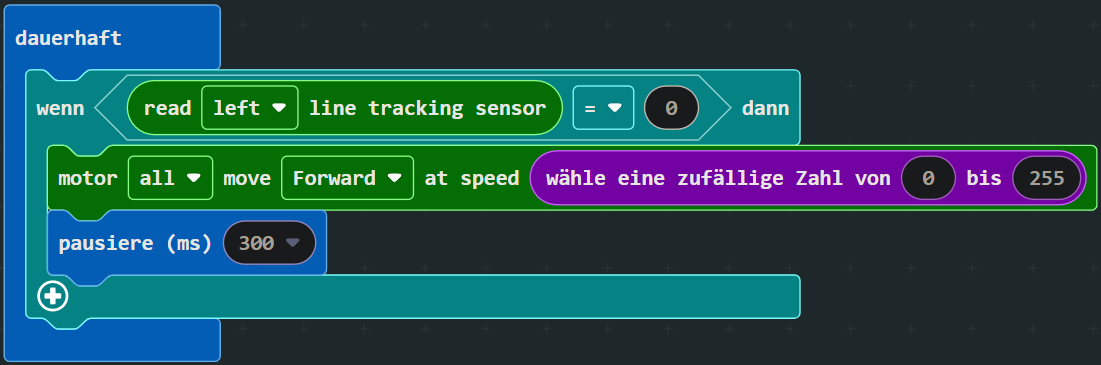 dauerhaft
wenn read left line tracking sensor = 0 dann
motor all move Forward at speed wähle eine zufällige Zahl von 0 bis 255
pausiere (ms) 300